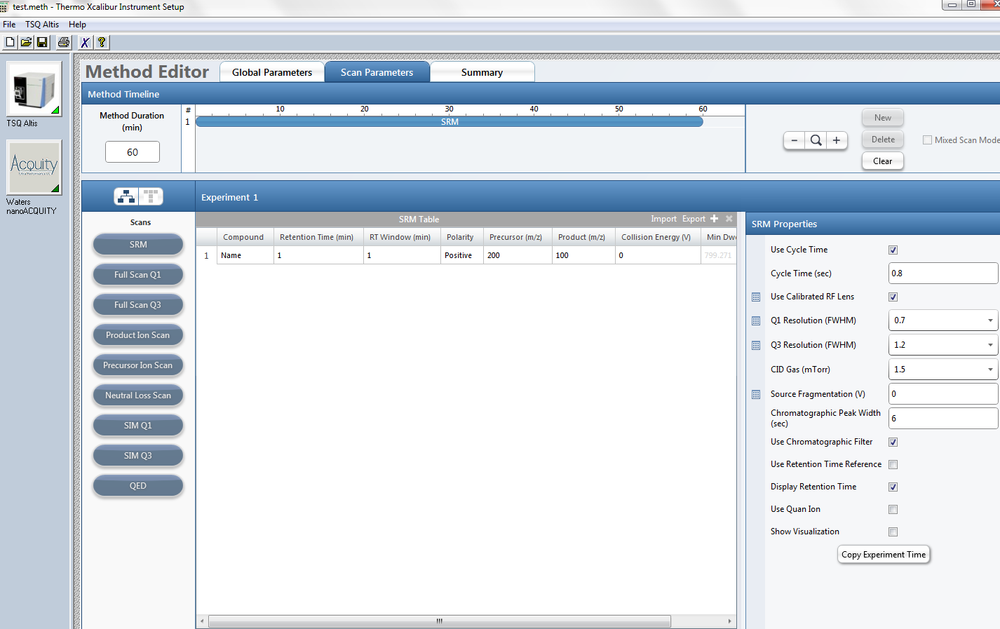 test.meth - Thermo Xcalibur Instrument Setup
File TSQ Altis Help
Method Editor Global Parameters Scan Parameters Summary
Method Timeline
Method Duration
(min)
60
# 10 20 30 40 50 60
1 SRM
New
Delete
Clear
Mixed Scan Mode
TSQ Altis
Acquity
Waters
nanoACQUITY
Experiment 1
Scans
SRM
Full Scan Q1
Full Scan Q3
Product Ion Scan
Precursor Ion Scan
Neutral Loss Scan
SIM Q1
SIM Q3
QED
SRM Table Import Export
Compound Retention Time (min) RT Window (min) Polarity Precursor (m/z) Product (m/z) Collision Energy (V) Min Dwe
1 Name 1 1 Positive 200 100 0 799.271
SRM Properties
Use Cycle Time
Cycle Time (sec) 0.8
Use Calibrated RF Lens
Q1 Resolution (FWHM) 0.7
Q3 Resolution (FWHM) 1.2
CID Gas (mTorr) 1.5
Source Fragmentation (V) 0
Chromatographic Peak Width
(sec) 6
Use Chromatographic Filter
Use Retention Time Reference
Display Retention Time
Use Quan Ion
Show Visualization
Copy Experiment Time